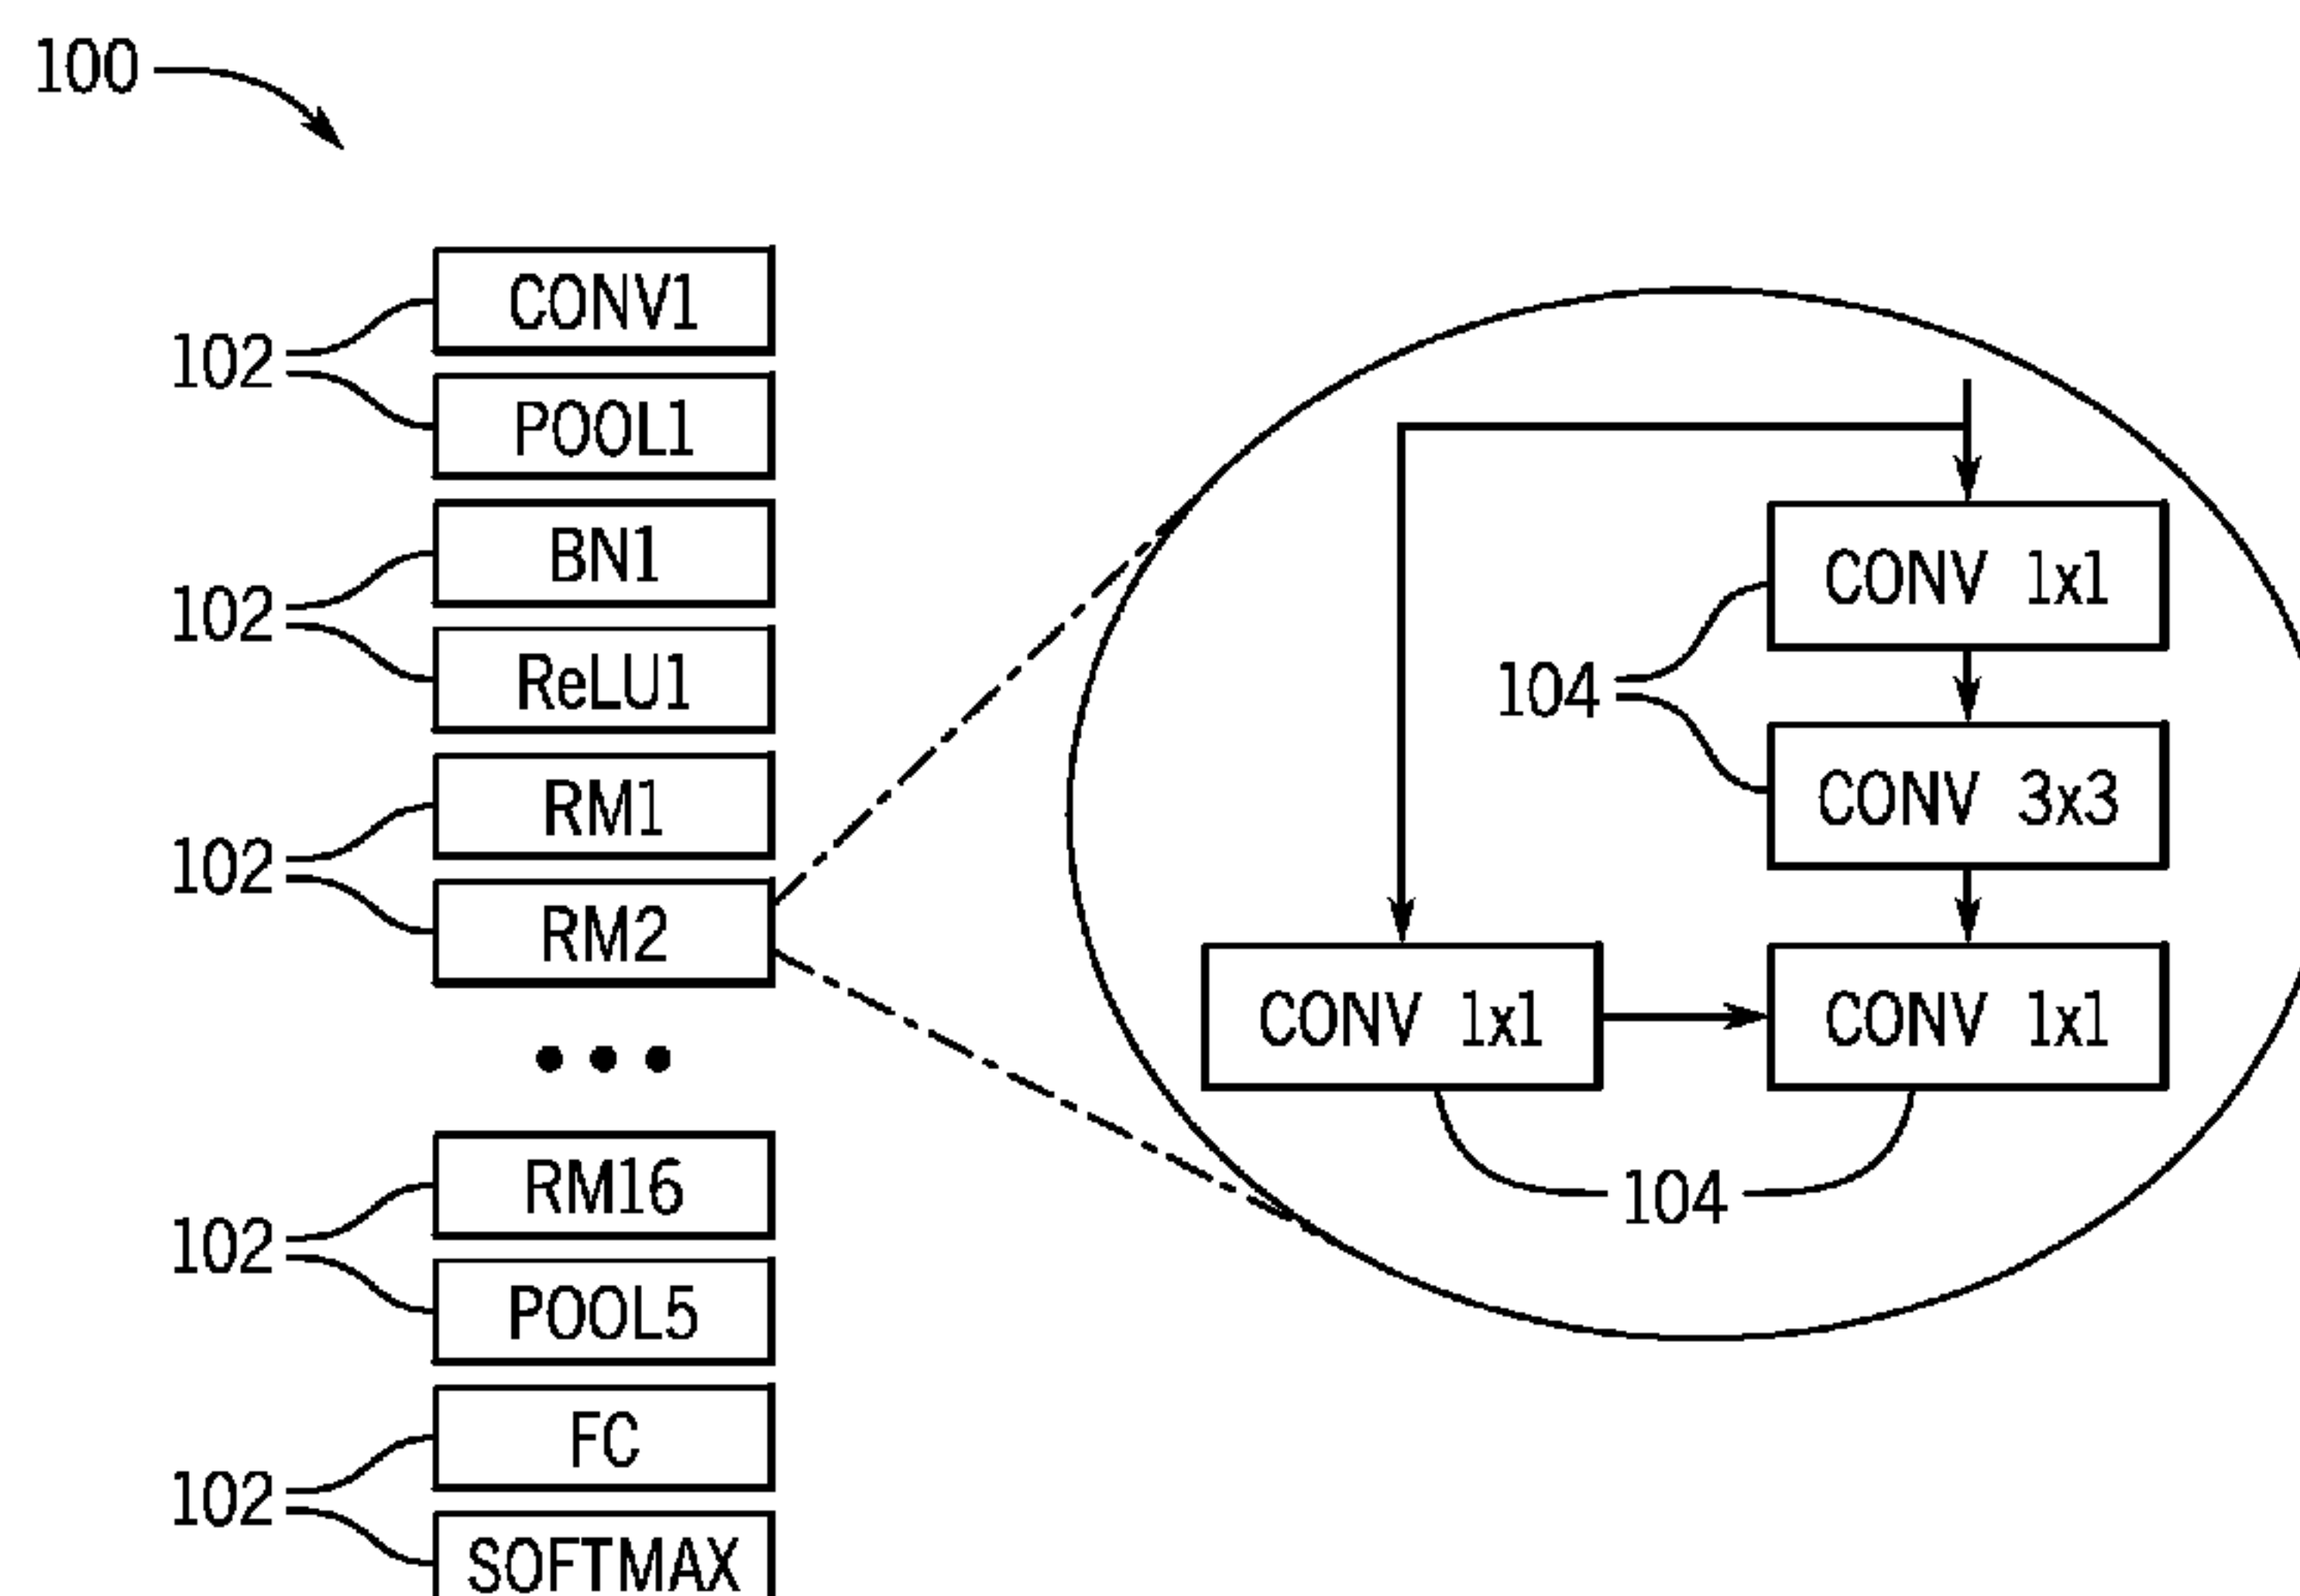 100
CONV1
102
POOL1
BN1
102
ReLU1
RM1
102
RM2
RM16
102
POOL5
FC
102
SOFTMAX
CONV 1x1
104
CONV 3x3
CONV 1x1
CONV 1x1
104